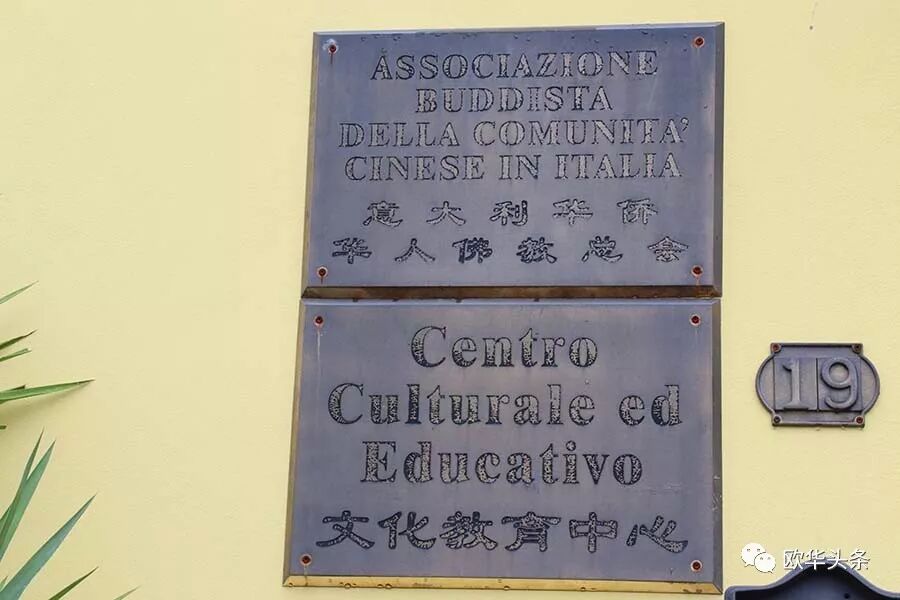 ASSOCIAZIONE
BUDDISTA
DELLA COMUNITA'
CINESE IN ITALIA
意大利华侨
华人佛教总会
Centro
Culturale ed
Educativo
文化教育中心
19
欧华头条